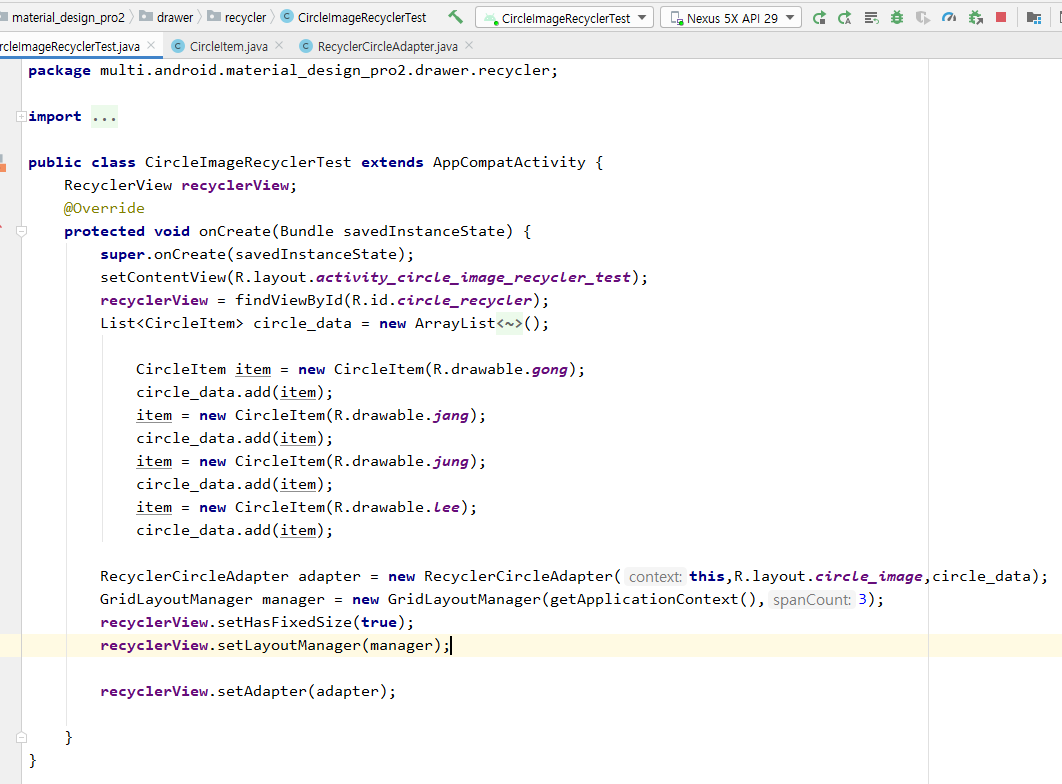 material_design_pro2 drawer recycler CircleImageRecyclerTest CircleImageRecyclerTest Nexus 5X API 29
rcleImageRecyclerTest.java CircleItem.java RecyclerCircleAdapter.java
package multi.android.material_design_pro2.drawer.recycler;
import ...
public class CircleImageRecyclerTest extends AppCompatActivity {
RecyclerView recyclerView;
@Override
protected void onCreate(Bundle savedInstanceState) {
super.onCreate(savedInstanceState);
setContentView(R.layout.activity_circle_image_recycler_test);
recyclerView = findViewById(R.id.circle_recycler);
List<CircleItem> circle_data = new ArrayList<~>();
CircleItem item = new CircleItem(R.drawable.gong);
circle_data.add(item);
item = new CircleItem(R.drawable.jang);
circle_data.add(item);
item = new CircleItem(R.drawable.jung);
circle_data.add(item);
item = new CircleItem(R.drawable.lee);
circle_data.add(item);
RecyclerCircleAdapter adapter = new RecyclerCircleAdapter( context: this,R.layout.circle_image,circle_data);
GridLayoutManager manager = new GridLayoutManager(getApplicationContext(), spanCount: 3);
recyclerView.setHasFixedSize(true);
recyclerView.setLayoutManager(manager);
recyclerView.setAdapter(adapter);
}
}